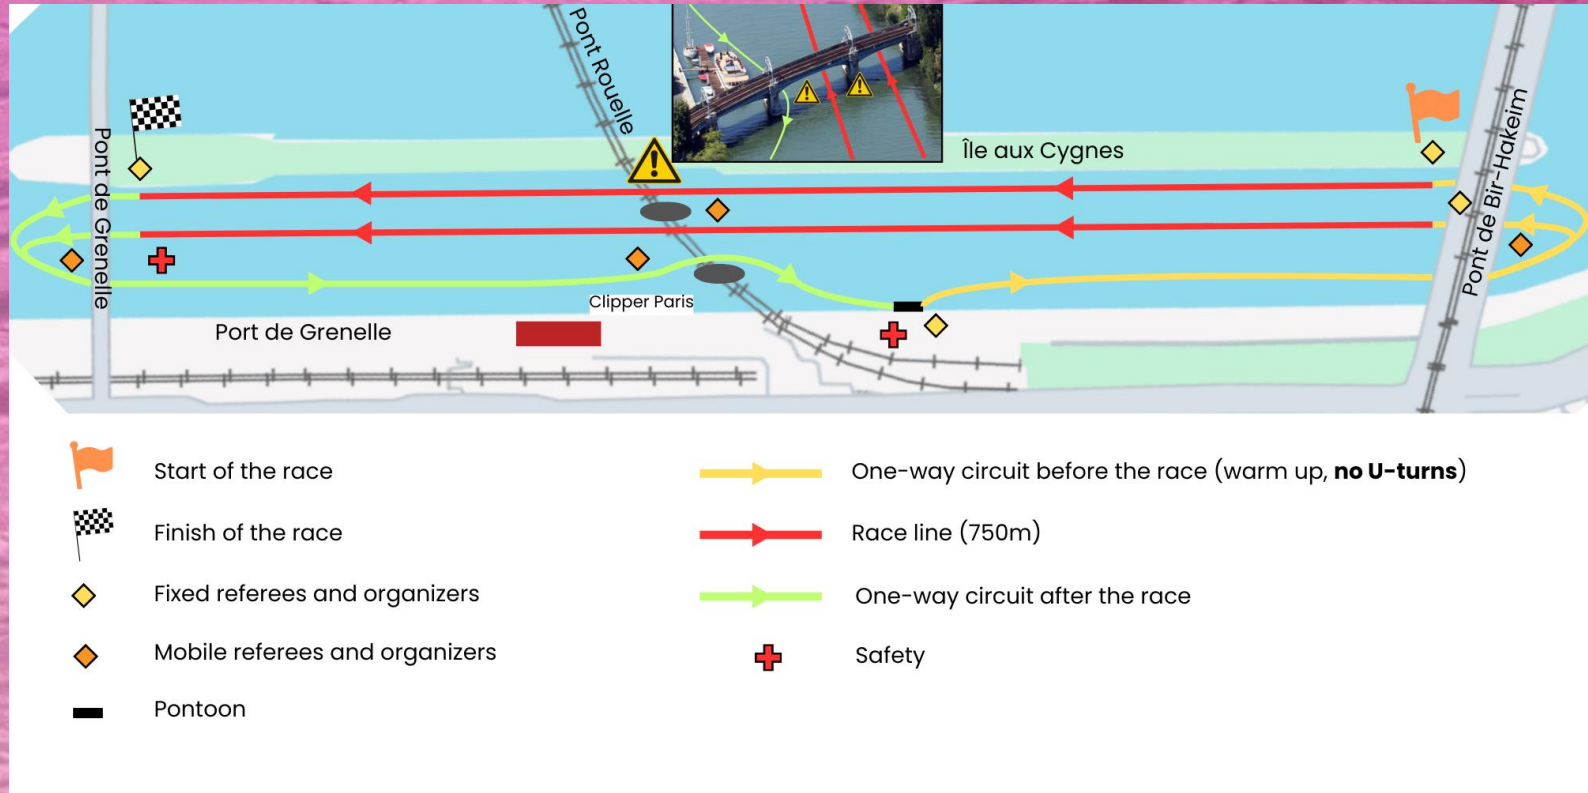 Pont Rouelle
Pont de Grenelle
Île aux Cygnes
Pont de Bir-Hakeim
Clipper Paris
Port de Grenelle
Start of the race
Finish of the race
Fixed referees and organizers
Mobile referees and organizers
Pontoon
One-way circuit before the race (warm up, no U-turns)
Race line (750m)
One-way circuit after the race
Safety